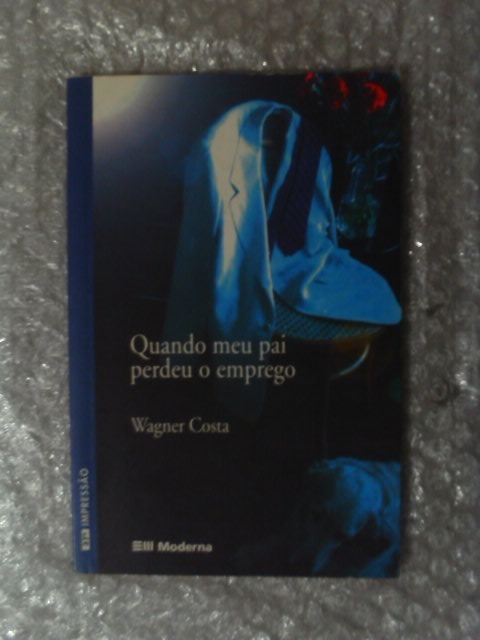 Quando meu pai
perdeu o emprego
Wagner Costa
Moderna
IMPRESSÃO